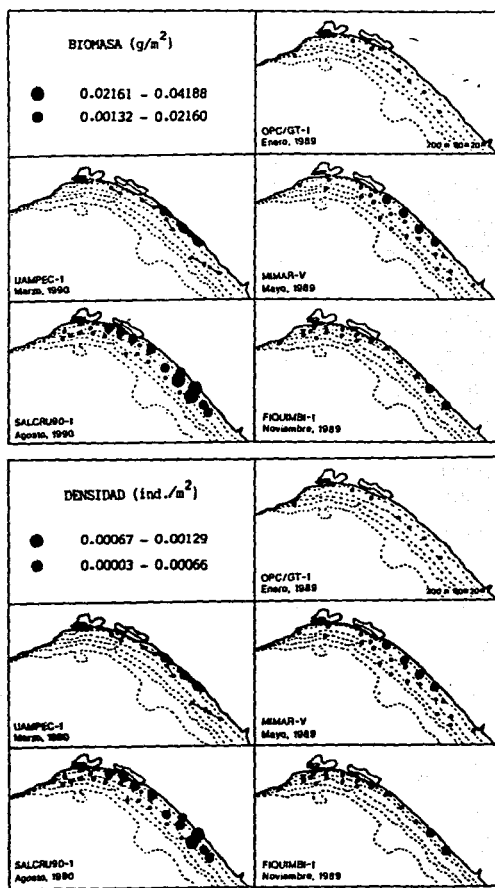 BIOMASA (g/m²)
0.02161 - 0.04188
0.00132 - 0.02160
OPC/GT-I
Enero, 1989
UAMPEC-I
Marzo, 1990
MIMAR-V
Mayo, 1989
SALCRU90-I
Agosto, 1990
FIQUIMBI-I
Noviembre, 1989
DENSIDAD (ind./m²)
0.00067 - 0.00129
0.00003 - 0.00066
OPC/GT-I
Enero, 1989
UAMPEC-I
Marzo, 1990
MIMAR-V
Mayo, 1989
SALCRU90-I
Agosto, 1990
FIQUIMBI-I
Noviembre, 1989